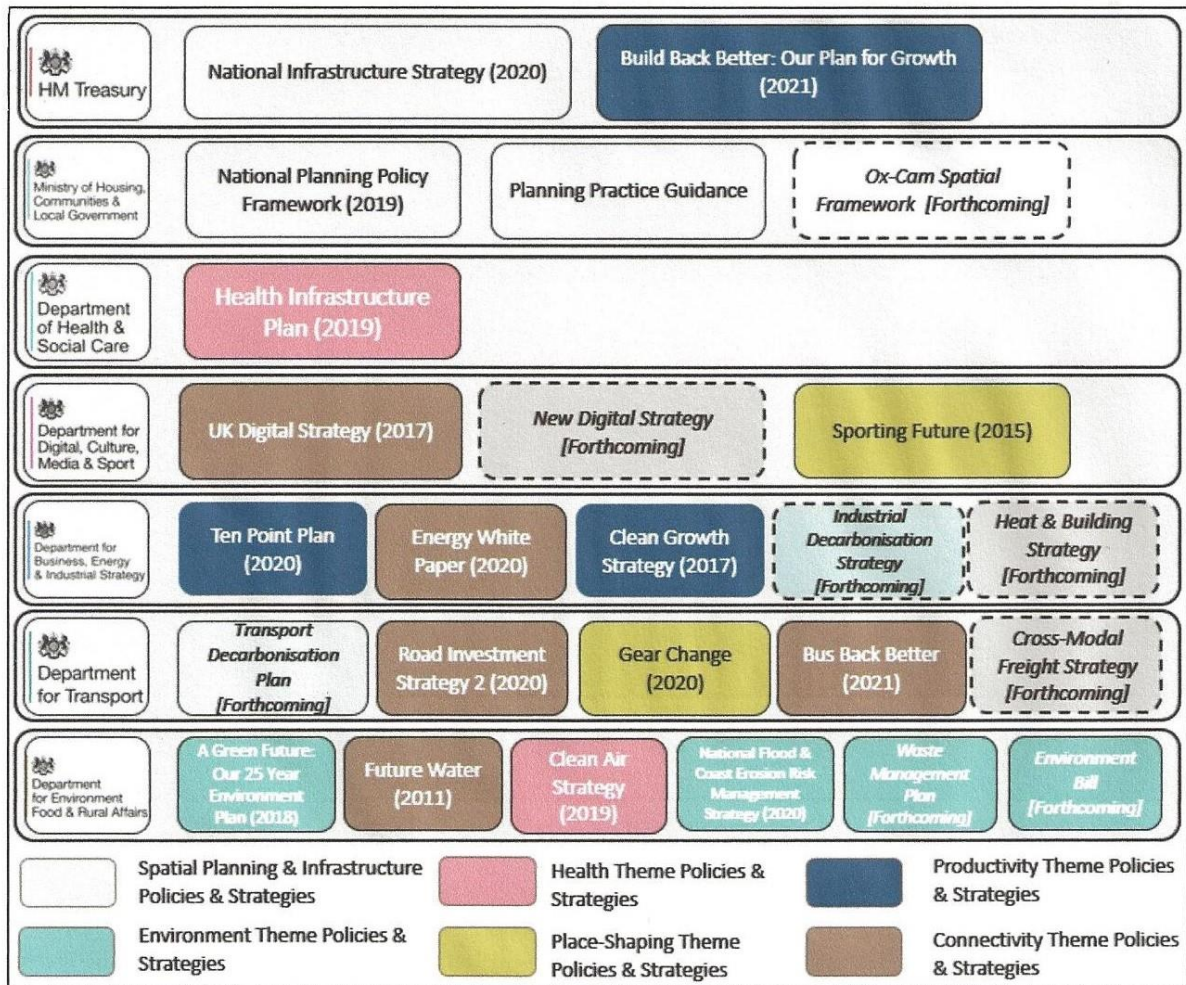 HM Treasury
National Infrastructure Strategy (2020)
Build Back Better: Our Plan for Growth
(2021)
Ministry of Housing,
Communities &
Local Government
National Planning Policy
Framework (2019)
Planning Practice Guidance
Ox-Cam Spatial
Framework [Forthcoming]
Department
of Health &
Social Care
Health Infrastructure
Plan (2019)
Department for
Digital, Culture,
Media & Sport
UK Digital Strategy (2017)
New Digital Strategy
[Forthcoming]
Sporting Future (2015)
Department for
Business, Energy
& Industrial Strategy
Ten Point Plan
(2020)
Energy White
Paper (2020)
Clean Growth
Strategy (2017)
Industrial
Decarbonisation
Strategy
[Forthcoming]
Heat & Building
Strategy
[Forthcoming]
Department
for Transport
Transport
Decarbonisation
Plan
[Forthcoming]
Road Investment
Strategy 2 (2020)
Gear Change
(2020)
Bus Back Better
(2021)
Cross-Modal
Freight Strategy
[Forthcoming]
Department
for Environment
Food & Rural Affairs
A Green Future:
Our 25 Year
Environment
Plan (2018)
Future Water
(2011)
Clean Air
Strategy
(2019)
National Flood &
Coast Erosion Risk
Management
Strategy (2020)
Waste
Management
Plan
[Forthcoming]
Environment
Bill
[Forthcoming]
Spatial Planning & Infrastructure
Policies & Strategies
Health Theme Policies &
Strategies
Productivity Theme Policies
& Strategies
Environment Theme Policies &
Strategies
Place-Shaping Theme
Policies & Strategies
Connectivity Theme Policies
& Strategies